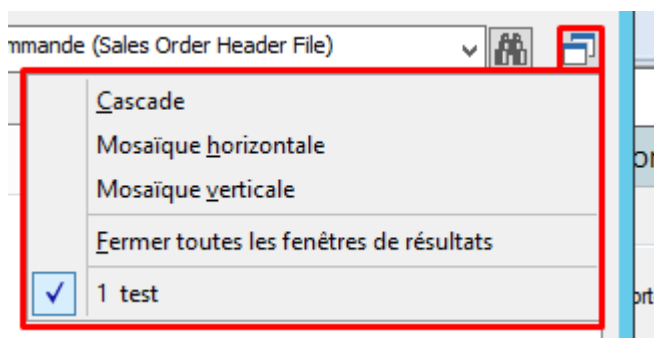 mmande (Sales Order Header File)
Cascade
Mosaïque horizontale
Mosaïque verticale
Fermer toutes les fenêtres de résultats
1 test